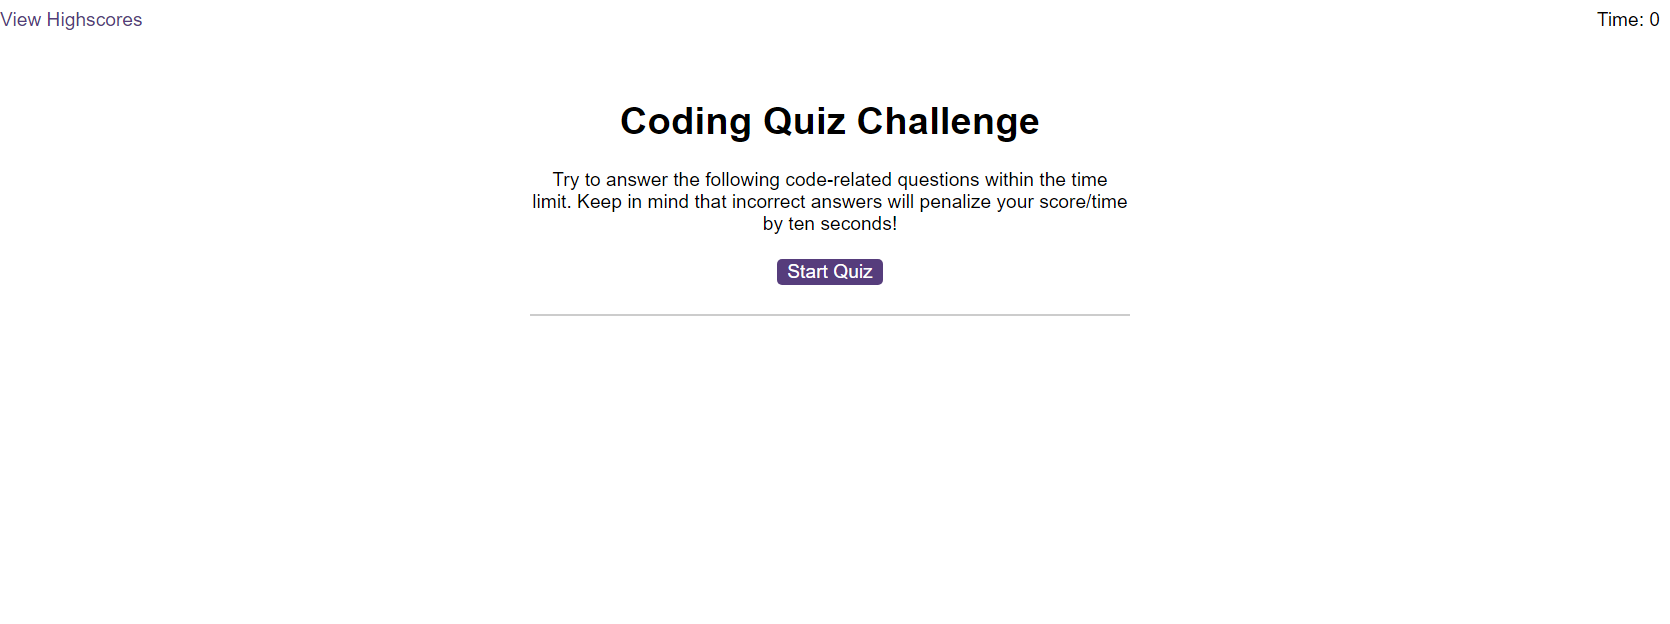 View Highscores
Time: 0
Coding Quiz Challenge
Try to answer the following code-related questions within the time
limit. Keep in mind that incorrect answers will penalize your score/time
by ten seconds!
Start Quiz